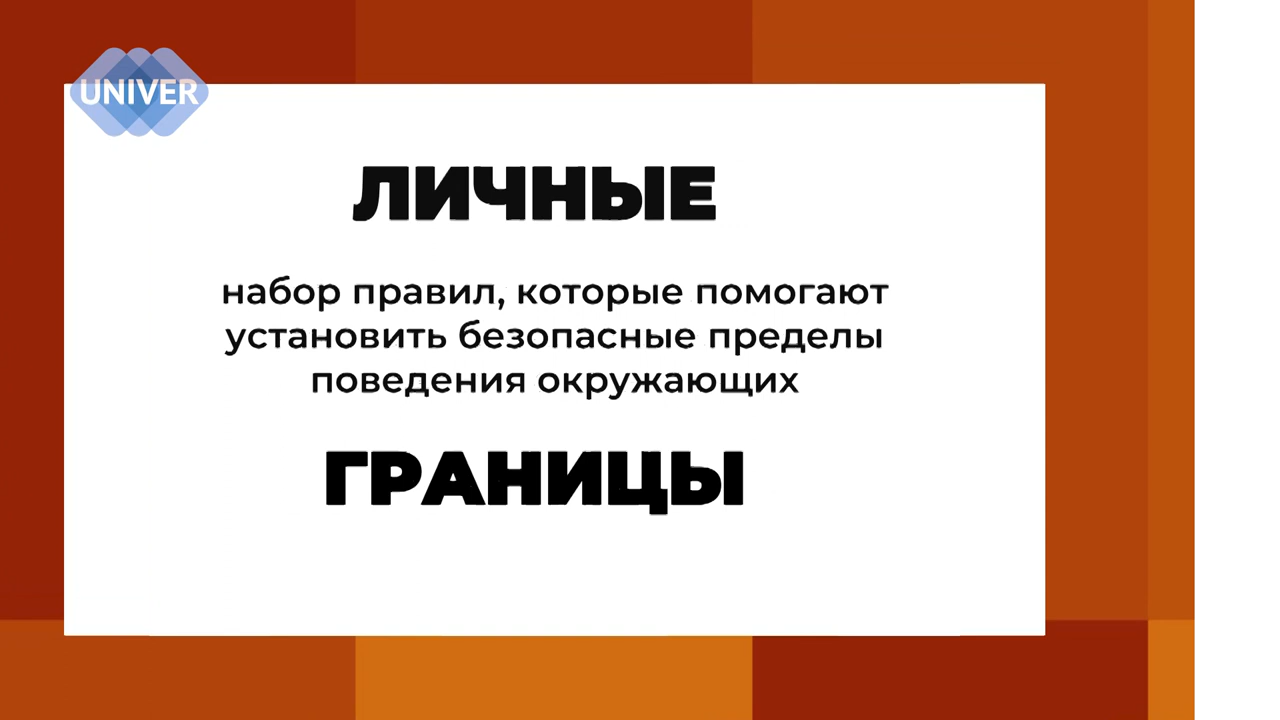 UNIVER
ЛИЧНЫЕ
набор правил, которые помогают
установить безопасные пределы
поведения окружающих
ГРАНИЦЫ